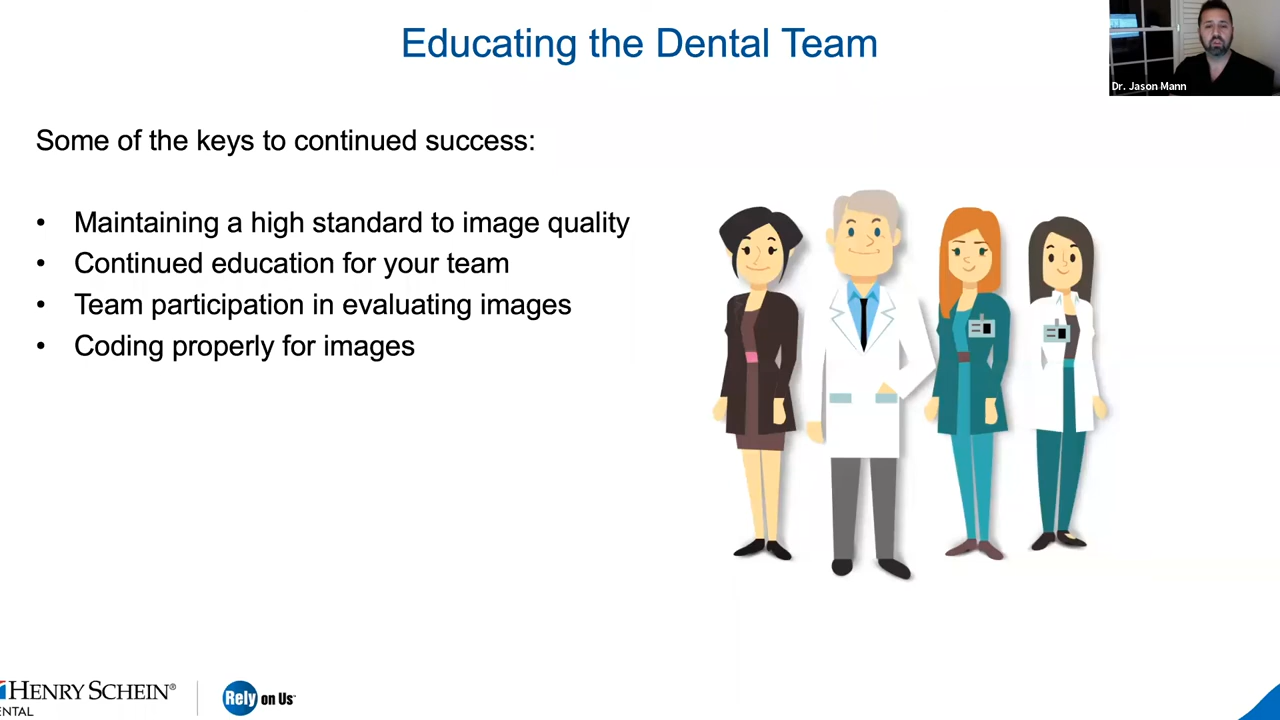 Educating the Dental Team
Dr. Jason Mann
Some of the keys to continued success:
• Maintaining a high standard to image quality
• Continued education for your team
• Team participation in evaluating images
• Coding properly for images
HENRY SCHEIN®
ENTAL
Rely on Us™